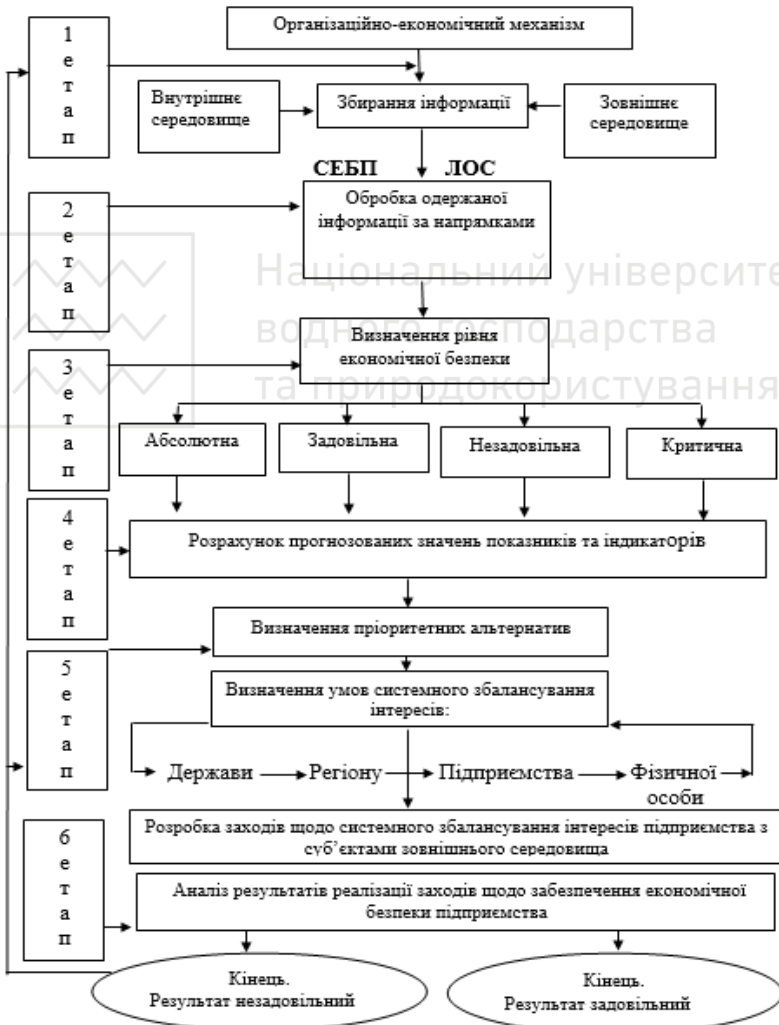 Організаційно-економічний механізм
1
е
т
а
п
Внутрішнє
середовище
Збирання інформації
Зовнішнє
середовище
СЕБП ЛОС
2
е
т
а
п
Обробка одержаної
інформації за напрямками
Національний університе
водного господарства
та природокористування
Визначення рівня
економічної безпеки
3
е
т
а
п
Абсолютна
Задовільна
Незадовільна
Критична
4
е
т
а
п
Розрахунок прогнозованих значень показників та індикаторів
Визначення пріоритетних альтернатив
5
е
т
а
п
Визначення умов системного збалансування
інтересів:
Держави Регіону Підприємства Фізичної
особи
Розробка заходів щодо системного збалансування інтересів підприємства з
суб’єктами зовнішнього середовища
6
е
т
а
п
Аналіз результатів реалізації заходів щодо забезпечення економічної
безпеки підприємства
Кінець.
Результат незадовільний
Кінець.
Результат задовільний